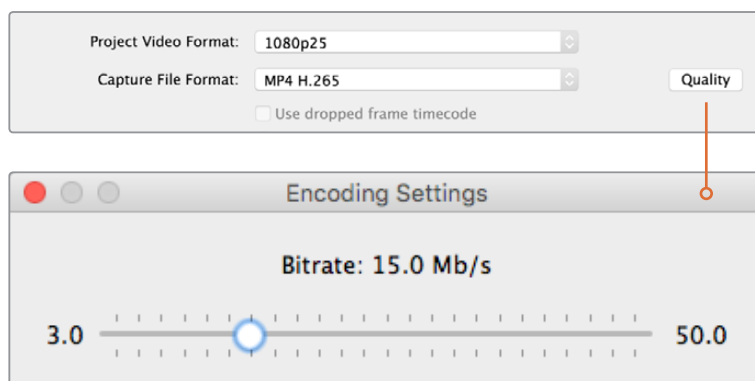 Project Video Format: 1080p25
Capture File Format: MP4 H.265 Quality
Use dropped frame timecode
Encoding Settings
Bitrate: 15.0 Mb/s
3.0 50.0